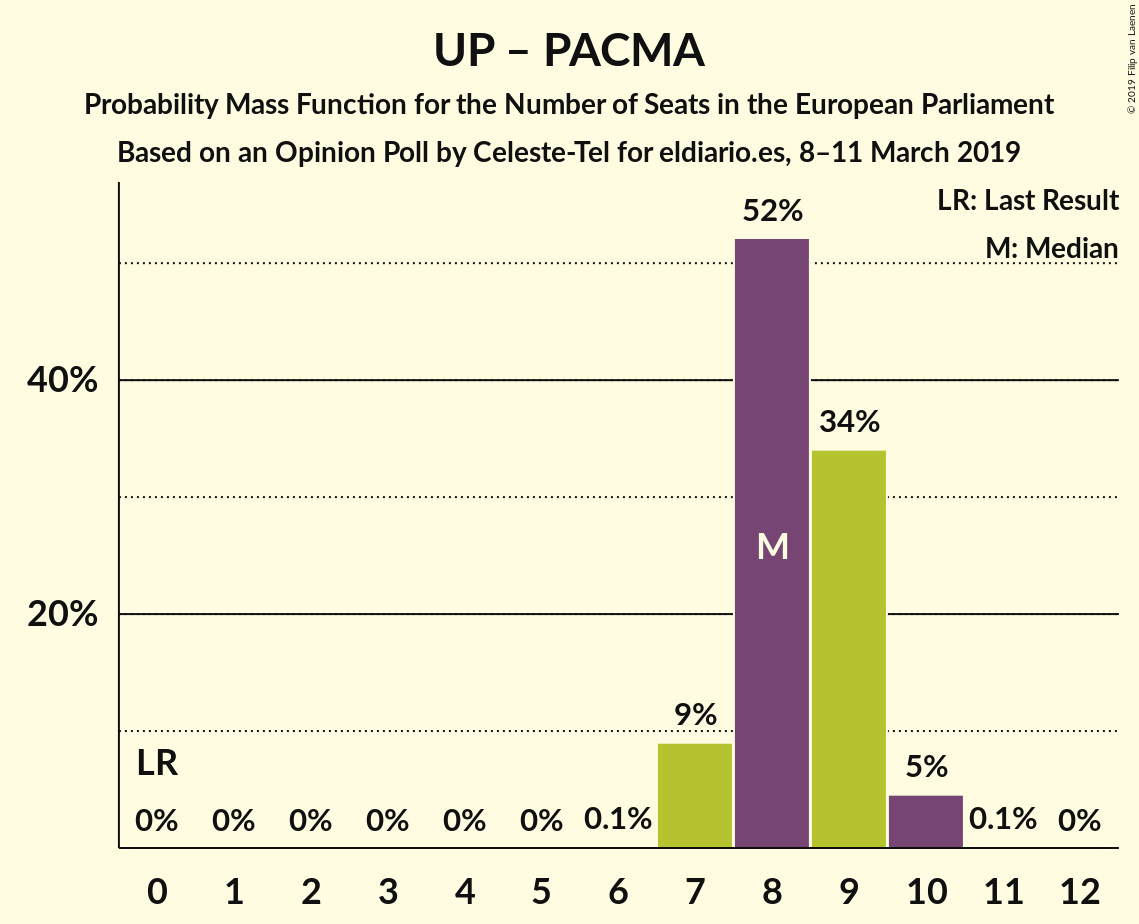 UP – PACMA
Probability Mass Function for the Number of Seats in the European Parliament
Based on an Opinion Poll by Celeste-Tel for eldiario.es, 8–11 March 2019
© 2019 Filip van Laenen
LR: Last Result
M: Median
52%
40%
34%
M
20%
9%
LR
5%
0% 0% 0% 0% 0% 0% 0.1% 0.1% 0%
0 1 2 3 4 5 6 7 8 9 10 11 12